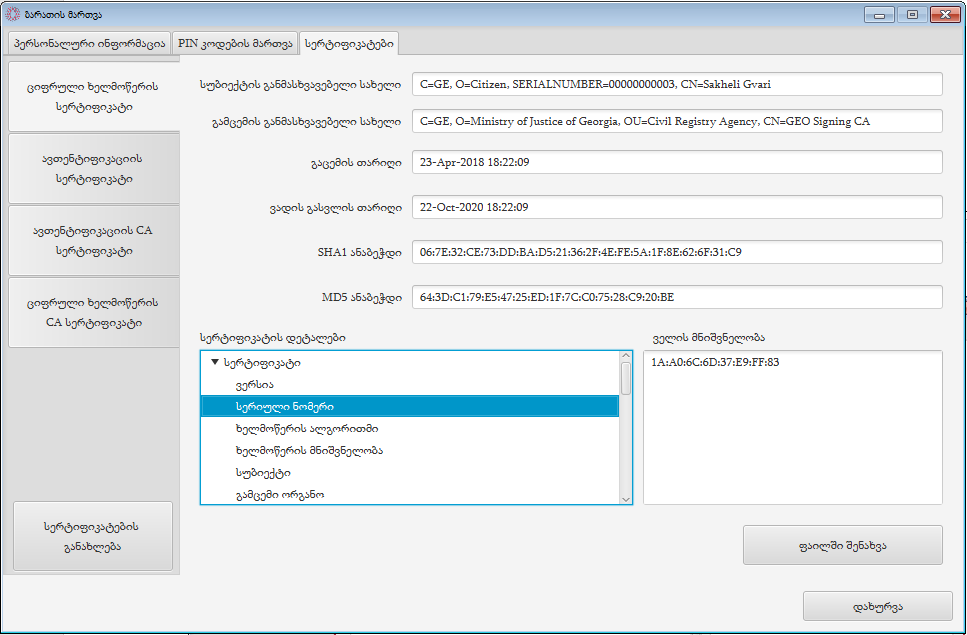 ბარათის მართვა
პერსონალური ინფორმაცია
PIN კოდების მართვა
სერტიფიკატები
ციფრული ხელმოწერის
სერტიფიკატი
ავთენტიფიკაციის
სერტიფიკატი
ავთენტიფიკაციის CA
სერტიფიკატი
ციფრული ხელმოწერის
CA სერტიფიკატი
სერტიფიკატების
განახლება
სუბიექტის განმასხვავებელი სახელი
C=GE, O=Citizen, SERIALNUMBER=00000000003, CN=Sakheli Gvari
გამცემის განმასხვავებელი სახელი
C=GE, O=Ministry of Justice of Georgia, OU=Civil Registry Agency, CN=GEO Signing CA
გაცემის თარიღი
23-Apr-2018 18:22:09
ვადის გასვლის თარიღი
22-Oct-2020 18:22:09
SHA1 ანაბეჭდი
06:7E:32:CE:73:DD:BA:D5:21:36:2F:4E:FE:5A:1F:8E:62:6F:31:C9
MD5 ანაბეჭდი
64:3D:C1:79:E5:47:25:ED:1F:7C:C0:75:28:C9:20:BE
სერტიფიკატის დეტალები
სერტიფიკატი
ვერსია
სერიული ნომერი
ხელმოწერის ალგორითმი
ხელმოწერის მნიშვნელობა
სუბიექტი
გამცემი ორგანო
ველის მნიშვნელობა
1A:A0:6C:6D:37:E9:FF:83
ფაილში შენახვა
დახურვა